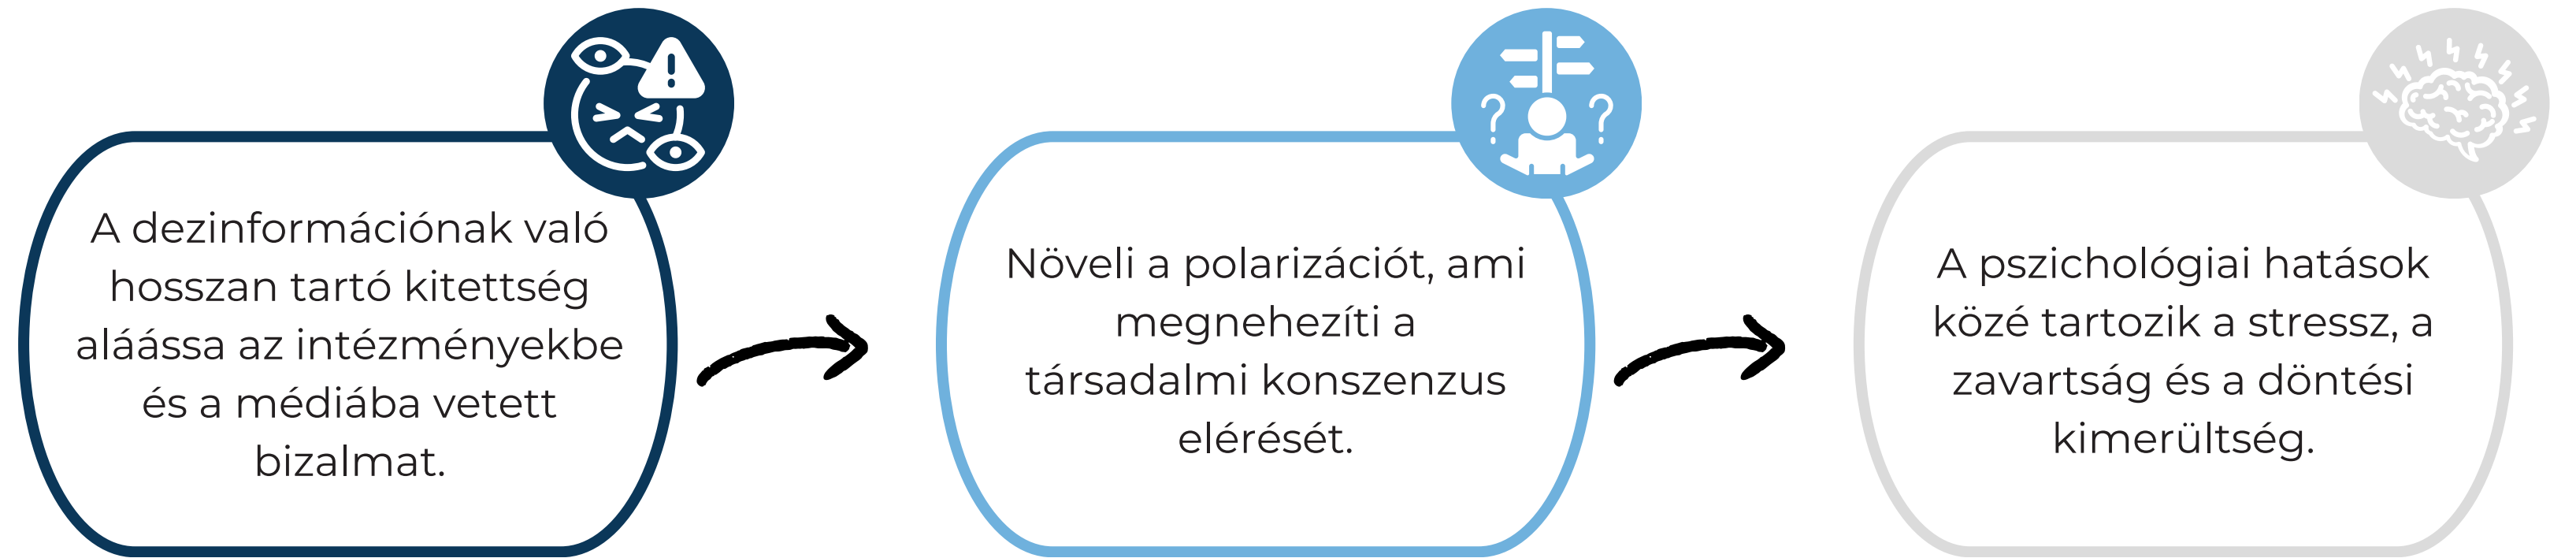 A dezinformációnak való
hosszan tartó kitettség
aláássa az intézményekbe
és a médiába vetett
bizalmat.
Növeli a polarizációt, ami
megnehezíti a
társadalmi konszenzus
elérését.
A pszichológiai hatások
közé tartozik a stressz, a
zavartság és a döntési
kimerültség.